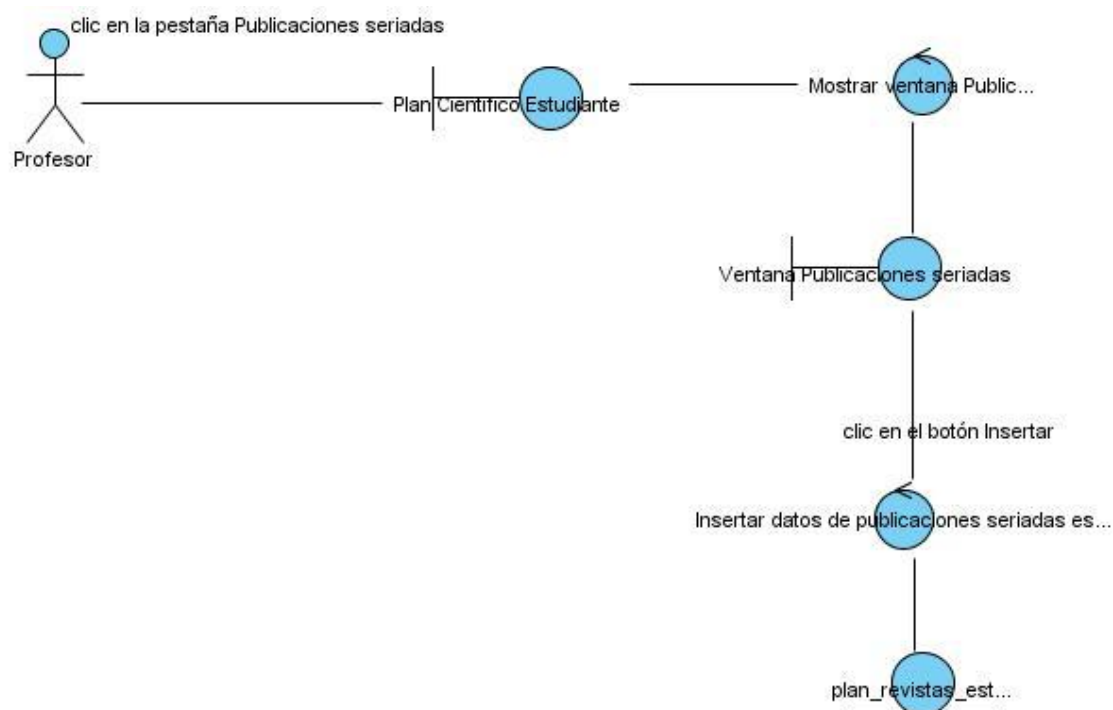 clic en la pestaña Publicaciones seriadas
Profesor
Plan Científico Estudiante
Mostrar ventana Public...
Ventana Publicaciones seriadas
clic en el botón Insertar
Insertar datos de publicaciones seriadas es...
plan_revistas_est...